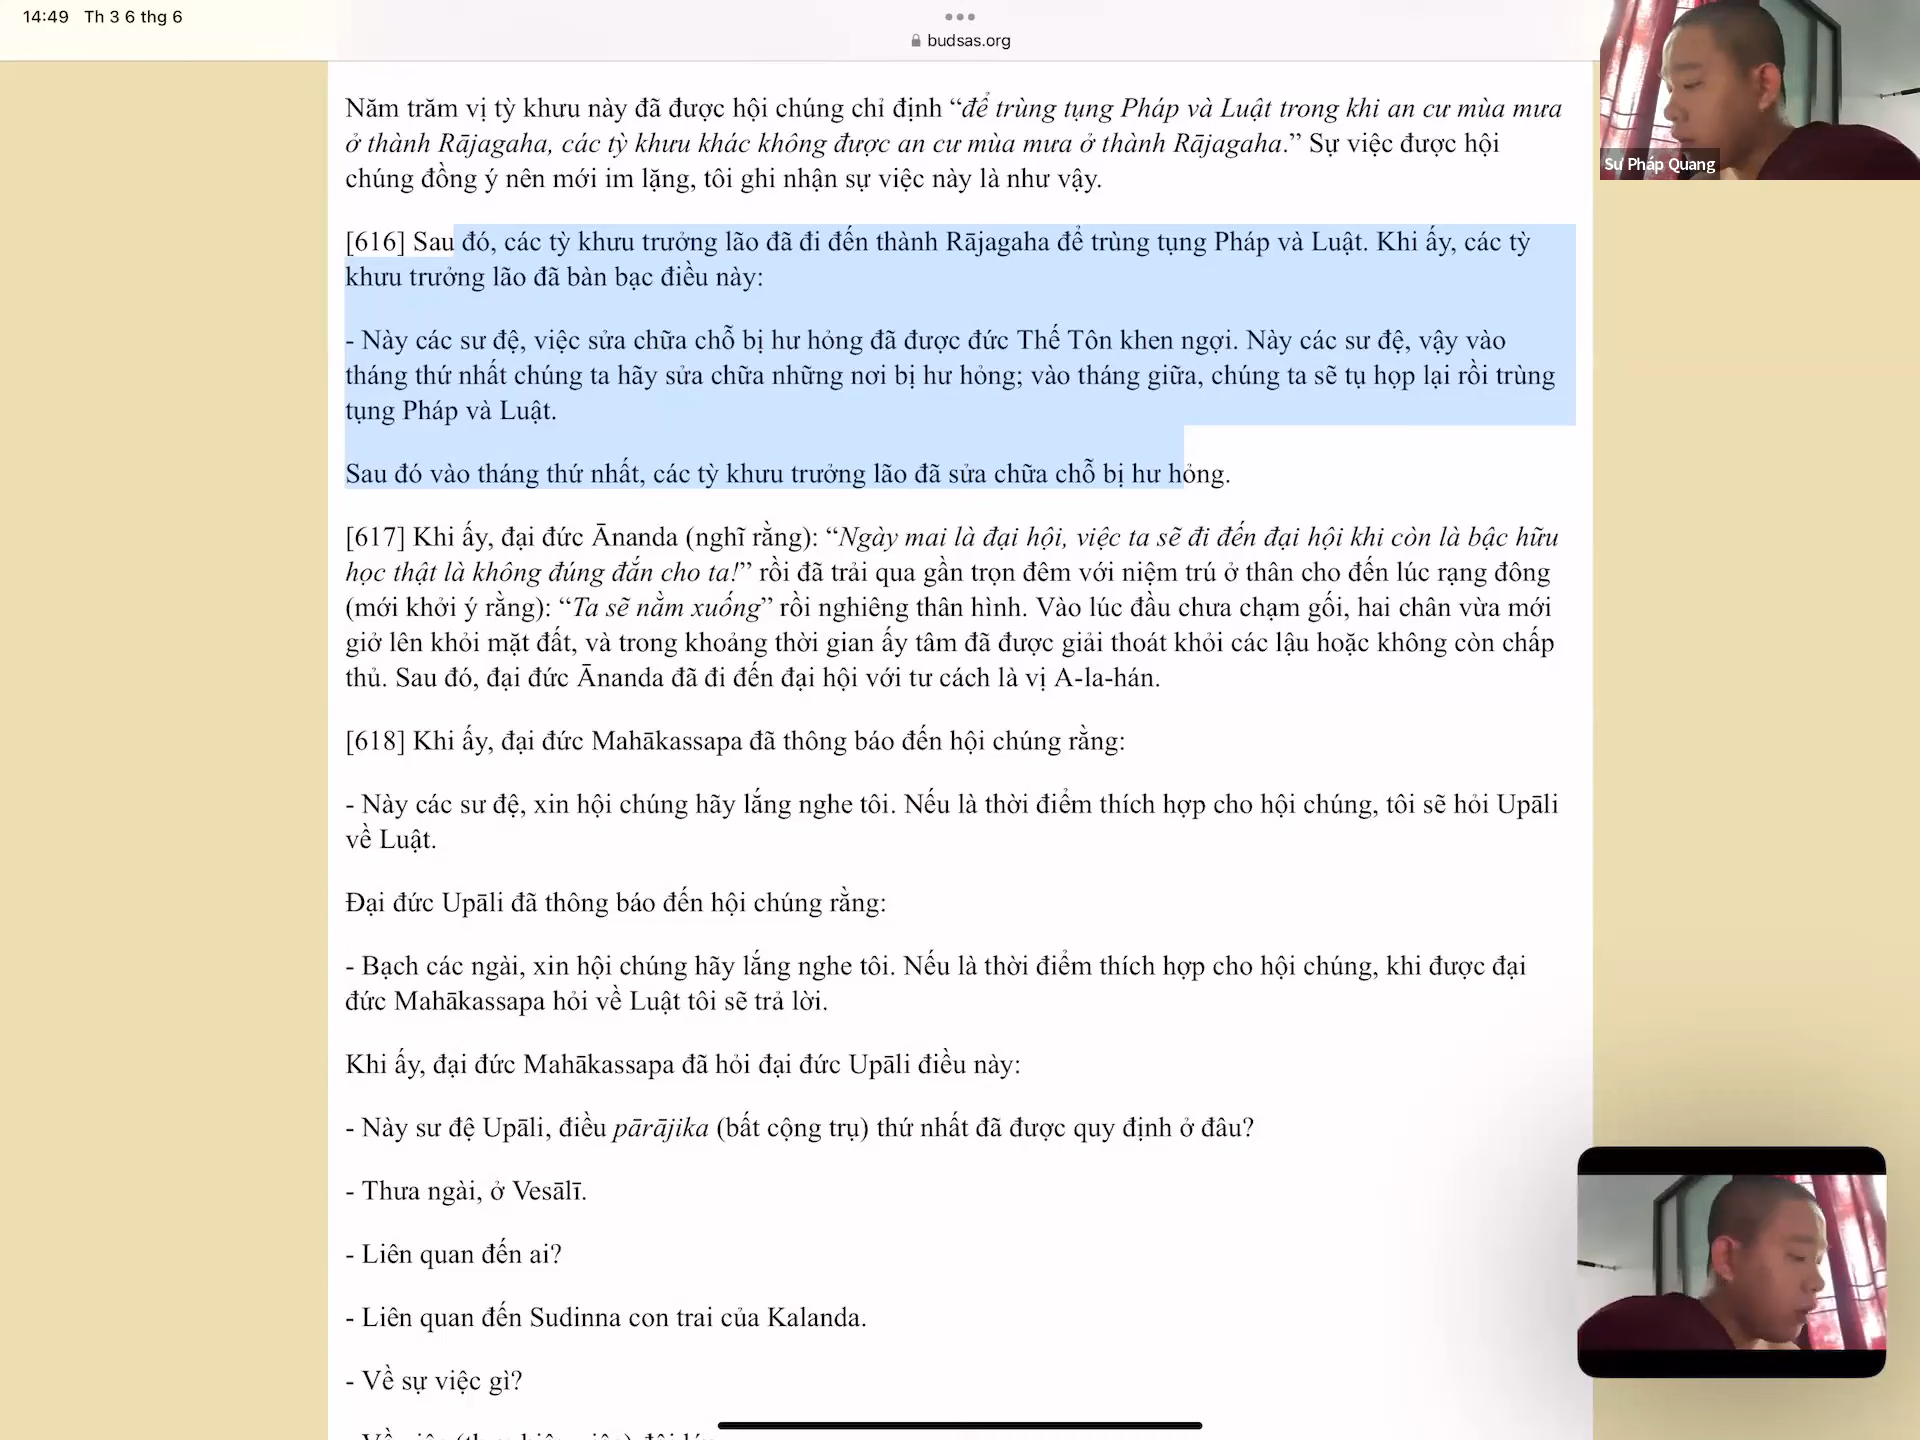 14:49 Th 3 6 thg 6
budsas.org
Sư Pháp Quang
Năm trăm vị tỳ khưu này đã được hội chúng chỉ định “để trùng tụng Pháp và Luật trong khi an cư mùa mưa
ở thành Rājagaha, các tỳ khưu khác không được an cư mùa mưa ở thành Rājagaha.” Sự việc được hội
chúng đồng ý nên mới im lặng, tôi ghi nhận sự việc này là như vậy.
[616] Sau đó, các tỳ khưu trưởng lão đã đi đến thành Rājagaha để trùng tụng Pháp và Luật. Khi ấy, các tỳ
khưu trưởng lão đã bàn bạc điều này:
- Này các sư đệ, việc sửa chữa chỗ bị hư hỏng đã được đức Thế Tôn khen ngợi. Này các sư đệ, vậy vào
tháng thứ nhất chúng ta hãy sửa chữa những nơi bị hư hỏng; vào tháng giữa, chúng ta sẽ tụ họp lại rồi trùng
tụng Pháp và Luật.
Sau đó vào tháng thứ nhất, các tỳ khưu trưởng lão đã sửa chữa chỗ bị hư hỏng.
[617] Khi ấy, đại đức Ānanda (nghĩ rằng): “Ngày mai là đại hội, việc ta sẽ đi đến đại hội khi còn là bậc hữu
học thật là không đúng đắn cho ta!” rồi đã trải qua gần trọn đêm với niệm trú ở thân cho đến lúc rạng đông
(mới khởi ý rằng): “Ta sẽ nằm xuống” rồi nghiêng thân hình. Vào lúc đầu chưa chạm gối, hai chân vừa mới
giở lên khỏi mặt đất, và trong khoảng thời gian ấy tâm đã được giải thoát khỏi các lậu hoặc không còn chấp
thủ. Sau đó, đại đức Ānanda đã đi đến đại hội với tư cách là vị A-la-hán.
[618] Khi ấy, đại đức Mahākassapa đã thông báo đến hội chúng rằng:
- Này các sư đệ, xin hội chúng hãy lắng nghe tôi. Nếu là thời điểm thích hợp cho hội chúng, tôi sẽ hỏi Upāli
về Luật.
Đại đức Upāli đã thông báo đến hội chúng rằng:
- Bạch các ngài, xin hội chúng hãy lắng nghe tôi. Nếu là thời điểm thích hợp cho hội chúng, khi được đại
đức Mahākassapa hỏi về Luật tôi sẽ trả lời.
Khi ấy, đại đức Mahākassapa đã hỏi đại đức Upāli điều này:
- Này sư đệ Upāli, điều pārājika (bất cộng trụ) thứ nhất đã được quy định ở đâu?
- Thưa ngài, ở Vesālī.
- Liên quan đến ai?
- Liên quan đến Sudinna con trai của Kalanda.
- Về sự việc gì?